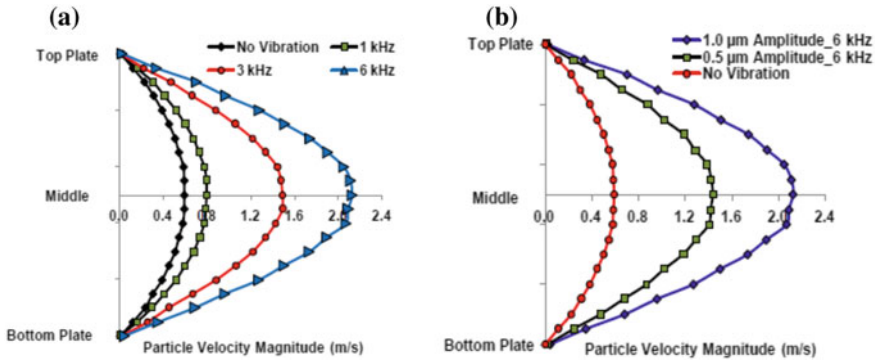 (a)
No Vibration
1 kHz
3 kHz
6 kHz
Top Plate
Middle
Bottom Plate
0.0 0.4 0.8 1.2 1.6 2.0 2.4
Particle Velocity Magnitude (m/s)
(b)
1.0 µm Amplitude_6 kHz
0.5 µm Amplitude_6 kHz
No Vibration
Top Plate
Middle
Bottom Plate
0.0 0.4 0.8 1.2 1.6 2.0 2.4
Particle Velocity Magnitude (m/s)